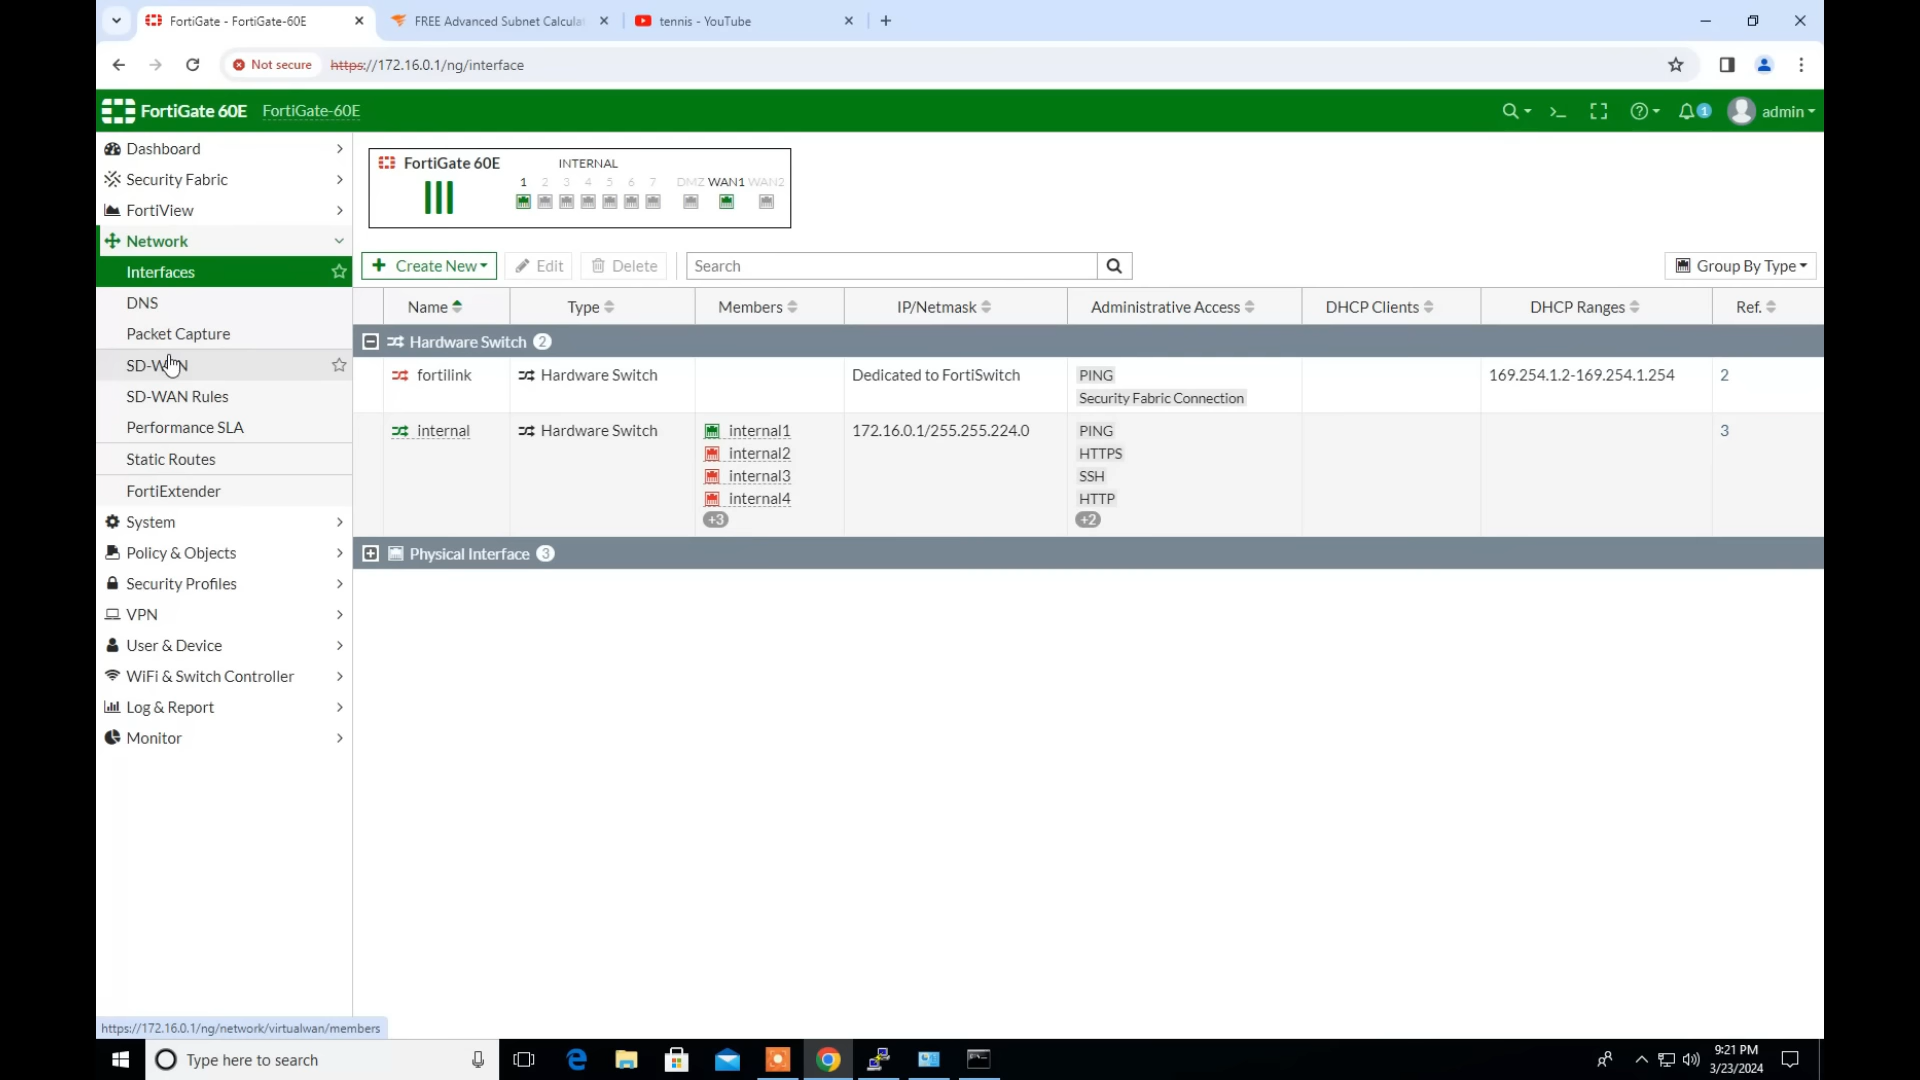 FortiGate - FortiGate-60E
FREE Advanced Subnet Calcula
tennis - YouTube
Not secure
https://172.16.0.1/ng/interface
FortiGate 60E FortiGate-60E
admin
1
Dashboard
Security Fabric
FortiView
Network
Interfaces
DNS
Packet Capture
SD-WAN
SD-WAN Rules
Performance SLA
Static Routes
FortiExtender
System
Policy & Objects
Security Profiles
VPN
User & Device
WiFi & Switch Controller
Log & Report
Monitor
FortiGate 60E INTERNAL
1 2 3 4 5 6 7 DMZ WAN1 WAN2
Create New Edit Delete Search Group By Type
Name Type Members IP/Netmask Administrative Access DHCP Clients DHCP Ranges Ref.
Hardware Switch 2
fortilink Hardware Switch Dedicated to FortiSwitch PING 169.254.1.2-169.254.1.254 2
Security Fabric Connection
internal Hardware Switch internal1 172.16.0.1/255.255.224.0 PING 3
internal2 HTTPS
internal3 SSH
internal4 HTTP
+3 +2
Physical Interface 3
https://172.16.0.1/ng/network/virtualwan/members
Type here to search
9:21 PM
3/23/2024